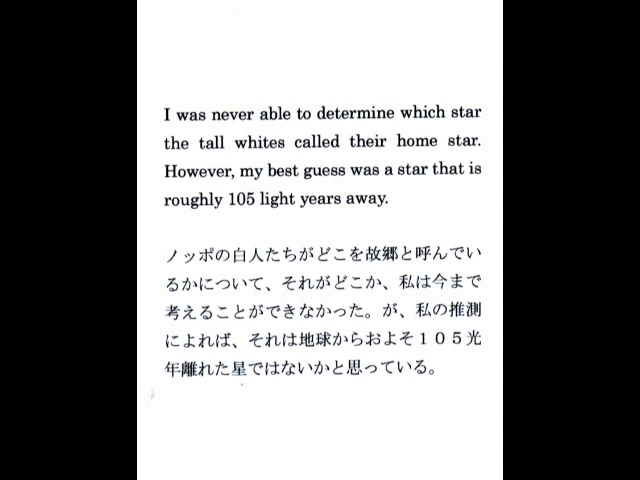 I was never able to determine which star
the tall whites called their home star.
However, my best guess was a star that is
roughly 105 light years away.
ノッポの白人たちがどこを故郷と呼んでい
るかについて、それがどこか、私は今まで
考えることができなかった。が、私の推測
によれば、それは地球からおよそ１０５光
年離れた星ではないかと思っている。